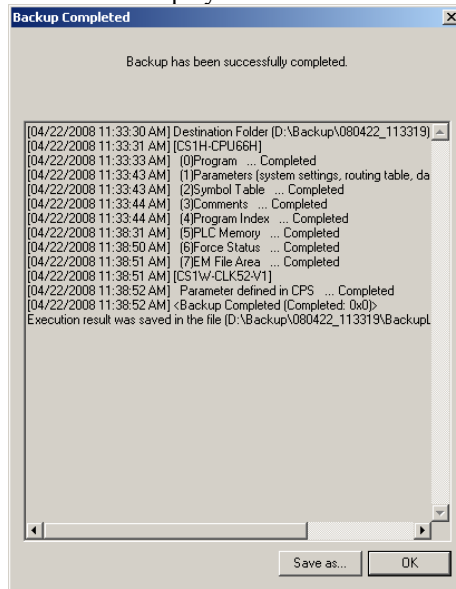 Backup Completed
Backup has been successfully completed.
[04/22/2008 11:33:30 AM] Destination Folder (D:\Backup\080422_113319)
[04/22/2008 11:33:31 AM] [CS1H-CPU66H]
[04/22/2008 11:33:33 AM] (0)Program ... Completed
[04/22/2008 11:33:43 AM] (1)Parameters (system settings, routing table, da
[04/22/2008 11:33:43 AM] (2)Symbol Table ... Completed
[04/22/2008 11:33:44 AM] (3)Comments ... Completed
[04/22/2008 11:33:44 AM] (4)Program Index ... Completed
[04/22/2008 11:38:31 AM] (5)PLC Memory ... Completed
[04/22/2008 11:38:50 AM] (6)Force Status ... Completed
[04/22/2008 11:38:51 AM] (7)EM File Area ... Completed
[04/22/2008 11:38:51 AM] [CS1W-CLK52-V1]
[04/22/2008 11:38:52 AM] Parameter defined in CPS ... Completed
[04/22/2008 11:38:52 AM] <Backup Completed (Completed: 0x0)>
Execution result was saved in the file (D:\Backup\080422_113319\BackupL
Save as... OK